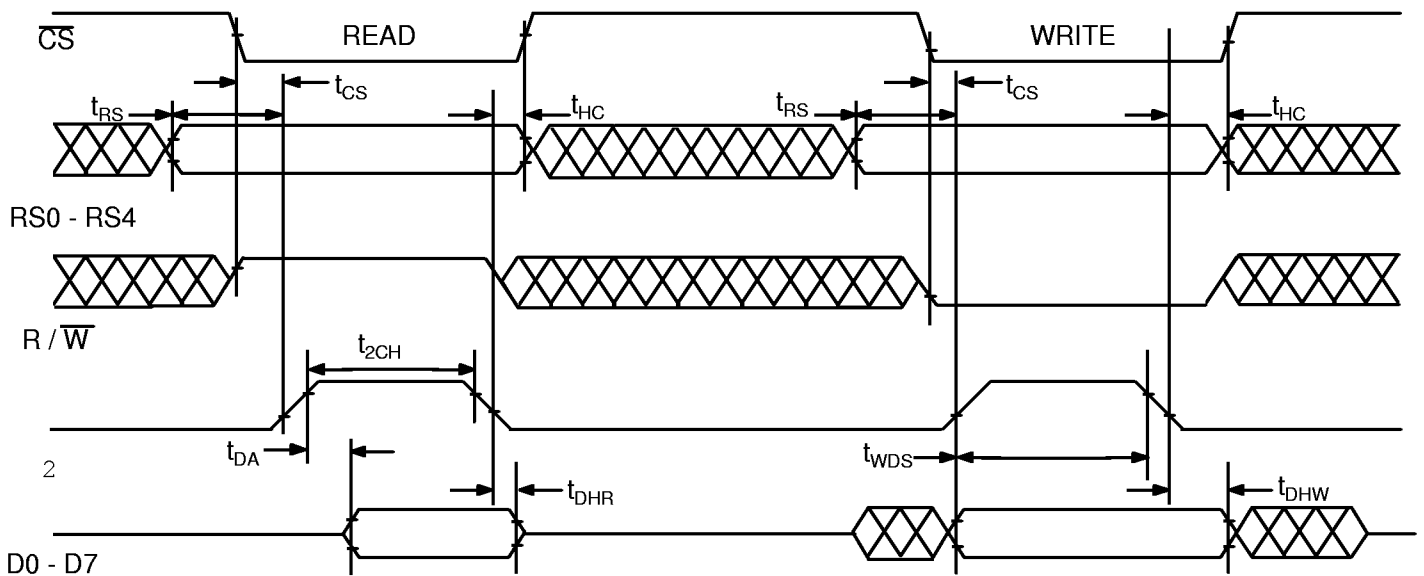 CS READ WRITE
tCS tCS
tRS tHC tRS tHC
RS0 - RS4
R / W
t2CH
tDA tWDS
2
tDHR tDHW
D0 - D7